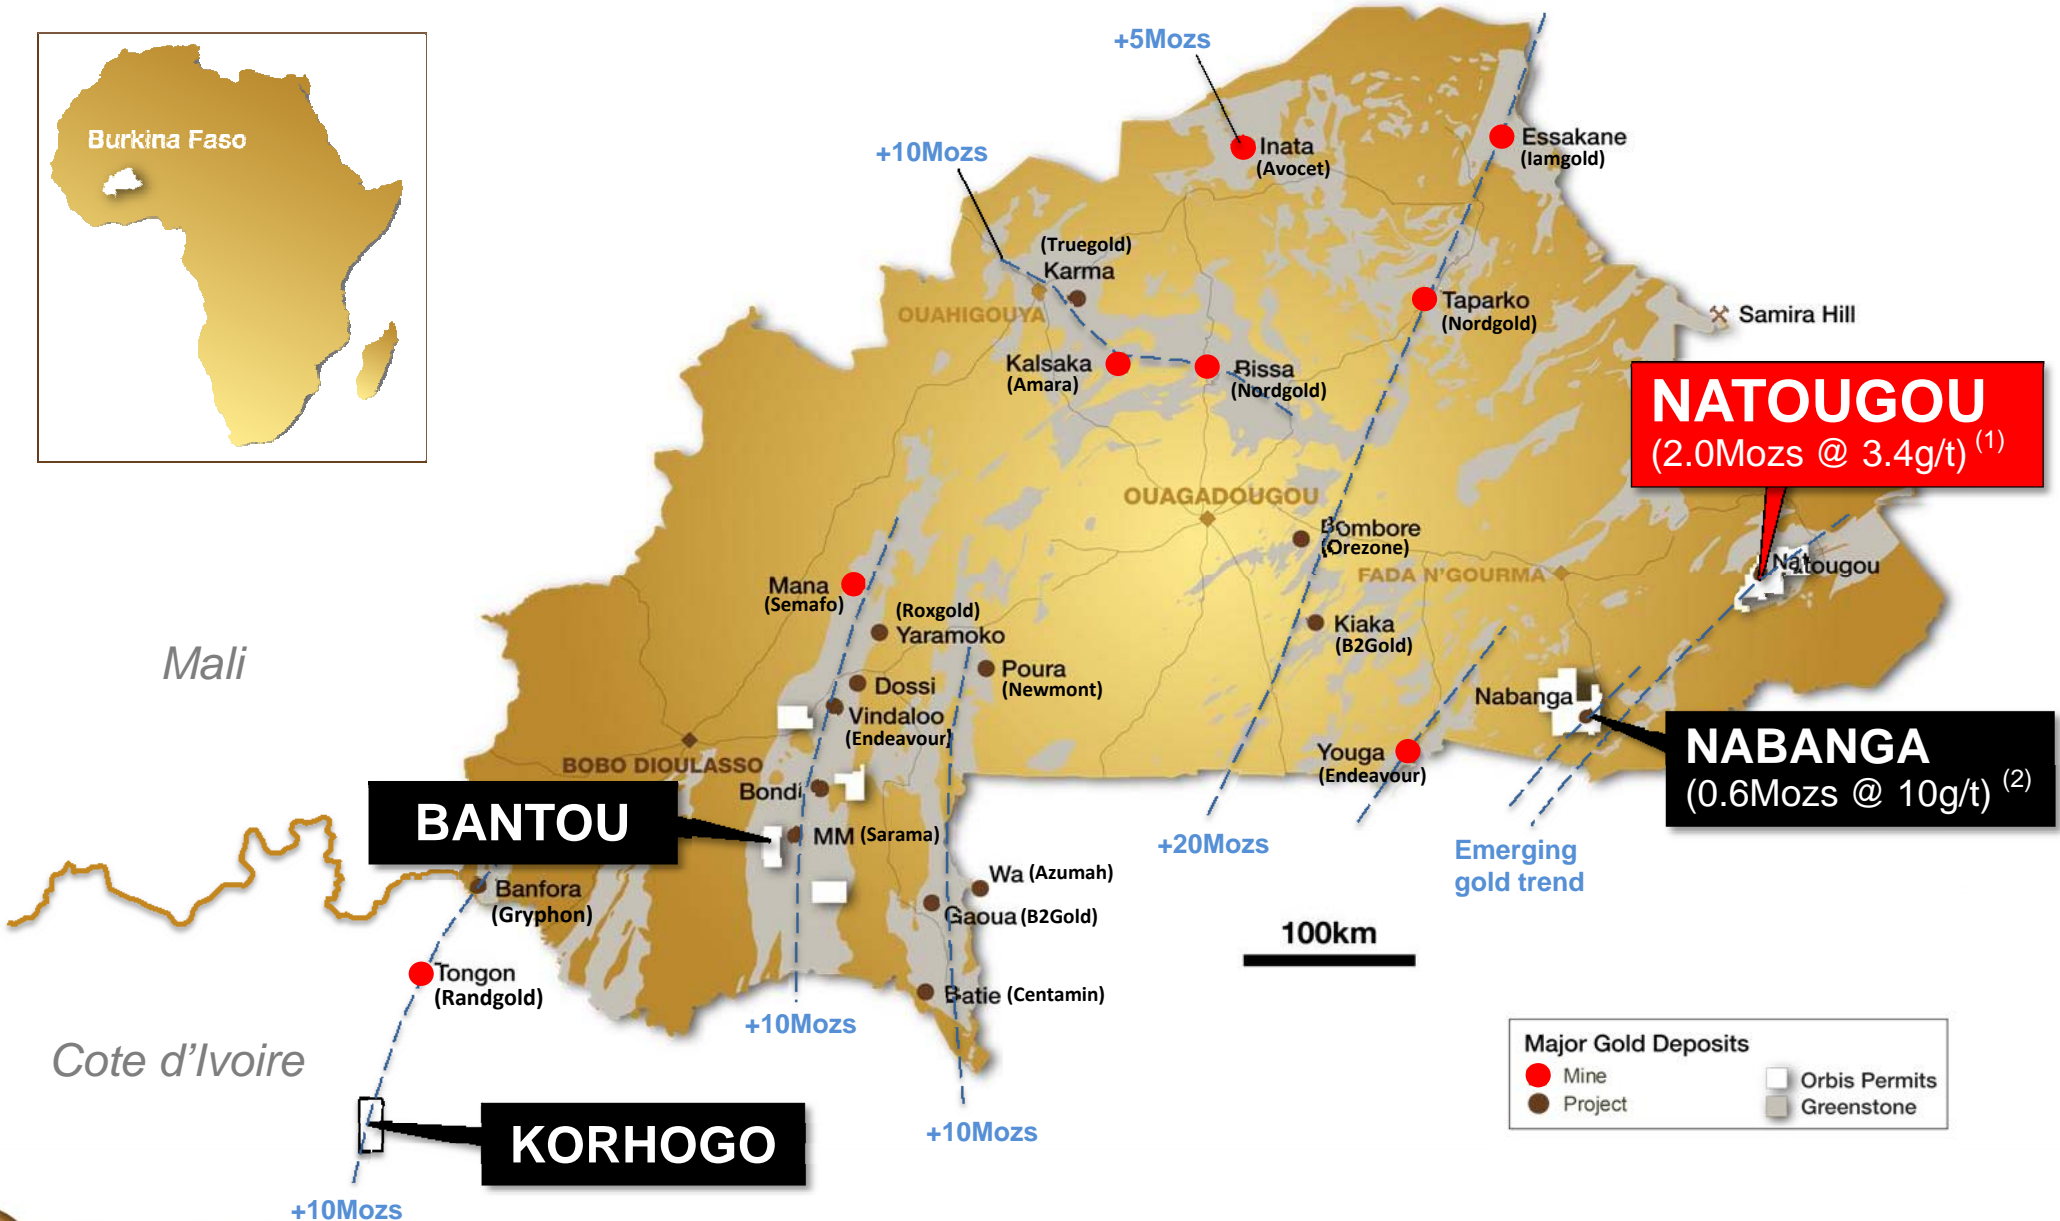 Burkina Faso
+5Mozs
+10Mozs
Inata
(Avocet)
Essakane
(Iamgold)
(Truegold)
Karma
OUAHIGOUYA
Kalsaka
(Amara)
Bissa
(Nordgold)
Taparko
(Nordgold)
Samira Hill
NATOUGOU
(2.0Mozs @ 3.4g/t) (1)
OUAGADOUGOU
Bombore
(Orezone)
FADA N'GOURMA
Natougou
Mana
(Semafo)
(Roxgold)
Yaramoko
Kiaka
(B2Gold)
Mali
Poura
(Newmont)
Dossi
Nabanga
Vindaloo
(Endeavour)
BOBO DIOULASSO
Youga
(Endeavour)
NABANGA
(0.6Mozs @ 10g/t) (2)
Bondi
BANTOU
MM (Sarama)
+20Mozs
Emerging
gold trend
Wa (Azumah)
Banfora
(Gryphon)
Gaoua (B2Gold)
100km
Tongon
(Randgold)
Batie (Centamin)
+10Mozs
Cote d'Ivoire
Major Gold Deposits
Mine
Project
Orbis Permits
Greenstone
KORHOGO
+10Mozs
+10Mozs